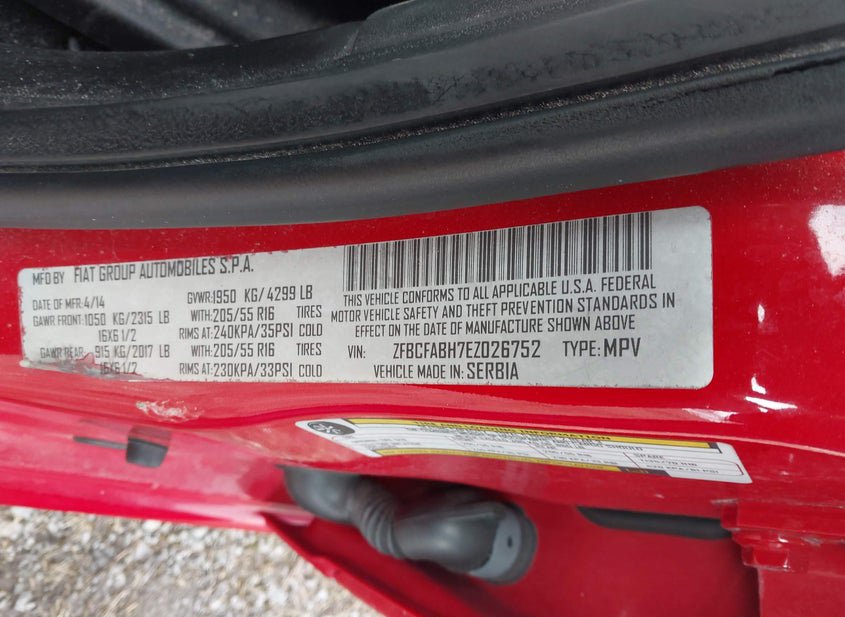 MFD BY FIAT GROUP AUTOMOBILES S.P.A.
DATE OF MFR: 4/14 GVWR: 1950 KG/ 4299 LB
GAWR FRONT: 1050 KG/2315 LB WITH: 205/55 R16 TIRES
16X6 1/2 RIMS AT: 240KPA/35PSI COLD
GAWR REAR 915 KG/2017 LB WITH: 205/55 R16 TIRES
16X6 1/2 RIMS AT: 230KPA/33PSI COLD
THIS VEHICLE CONFORMS TO ALL APPLICABLE U.S.A. FEDERAL
MOTOR VEHICLE SAFETY AND THEFT PREVENTION STANDARDS IN
EFFECT ON THE DATE OF MANUFACTURE SHOWN ABOVE
VIN: ZFBCFABH7EZ026752 TYPE: MPV
VEHICLE MADE IN: SERBIA
SPARE